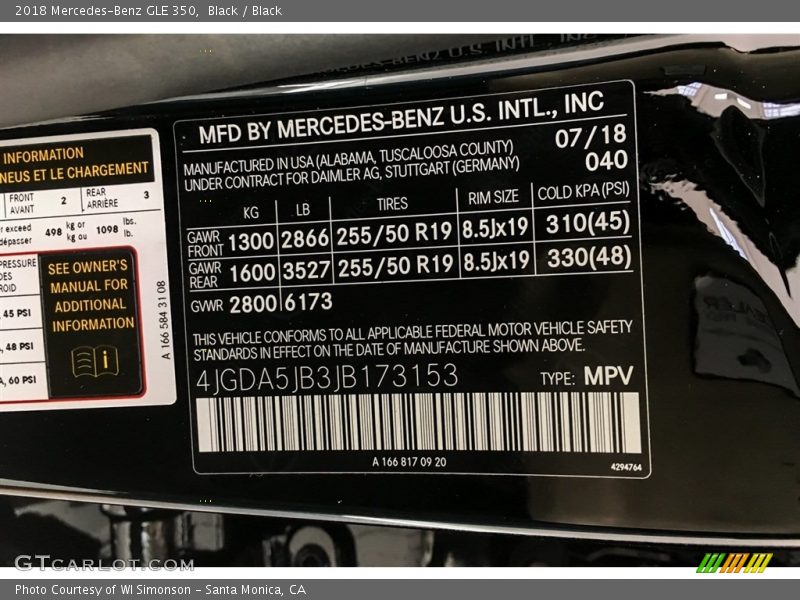 2018 Mercedes-Benz GLE 350,  Black / Black
INFORMATION
NEUS ET LE CHARGEMENT
FRONT AVANT 2 REAR ARRIÈRE 3
exceed 498 kg or kg ou 1098 lbs. lb.
PRESSURE
45 PSI
48 PSI
60 PSI
SEE OWNER'S
MANUAL FOR
ADDITIONAL
INFORMATION
A 166 584 31 08
MFD BY MERCEDES-BENZ U.S. INTL., INC
MANUFACTURED IN USA (ALABAMA, TUSCALOOSA COUNTY) 07/18
UNDER CONTRACT FOR DAIMLER AG, STUTTGART (GERMANY) 040
KG LB TIRES RIM SIZE COLD KPA (PSI)
GAWR FRONT 1300 2866 255/50 R19 8.5Jx19 310(45)
GAWR REAR 1600 3527 255/50 R19 8.5Jx19 330(48)
GWR 2800 6173
THIS VEHICLE CONFORMS TO ALL APPLICABLE FEDERAL MOTOR VEHICLE SAFETY
STANDARDS IN EFFECT ON THE DATE OF MANUFACTURE SHOWN ABOVE.
4JGDA5JB3JB173153 TYPE: MPV
A 166 817 09 20 4294764
GTCARLOT.COM
Photo Courtesy of WI Simonson - Santa Monica, CA